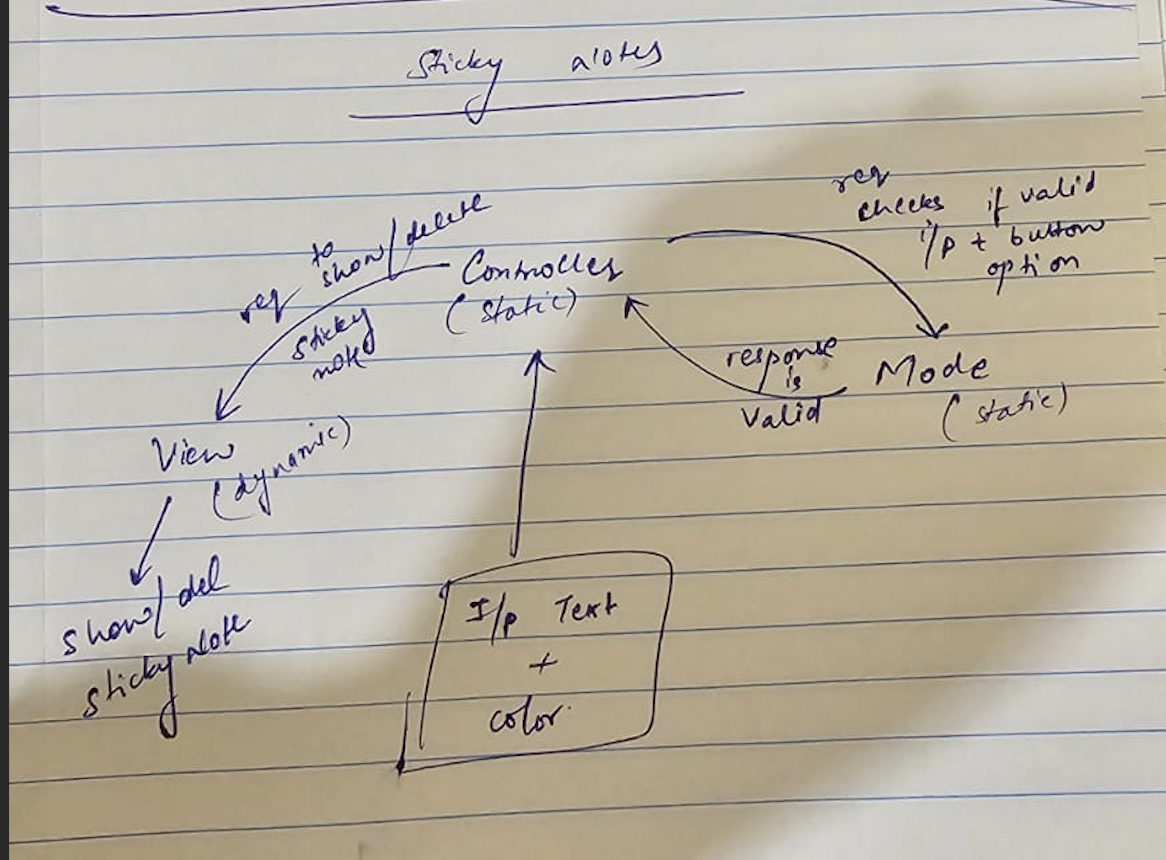 Sticky Notes
req
checks if valid
i/p + button
option
req to show/delete
sticky
note
Controller
(static)
response
is
valid
Mode
(static)
View
(dynamic)
show/del
sticky Note
I/p Text
+
color